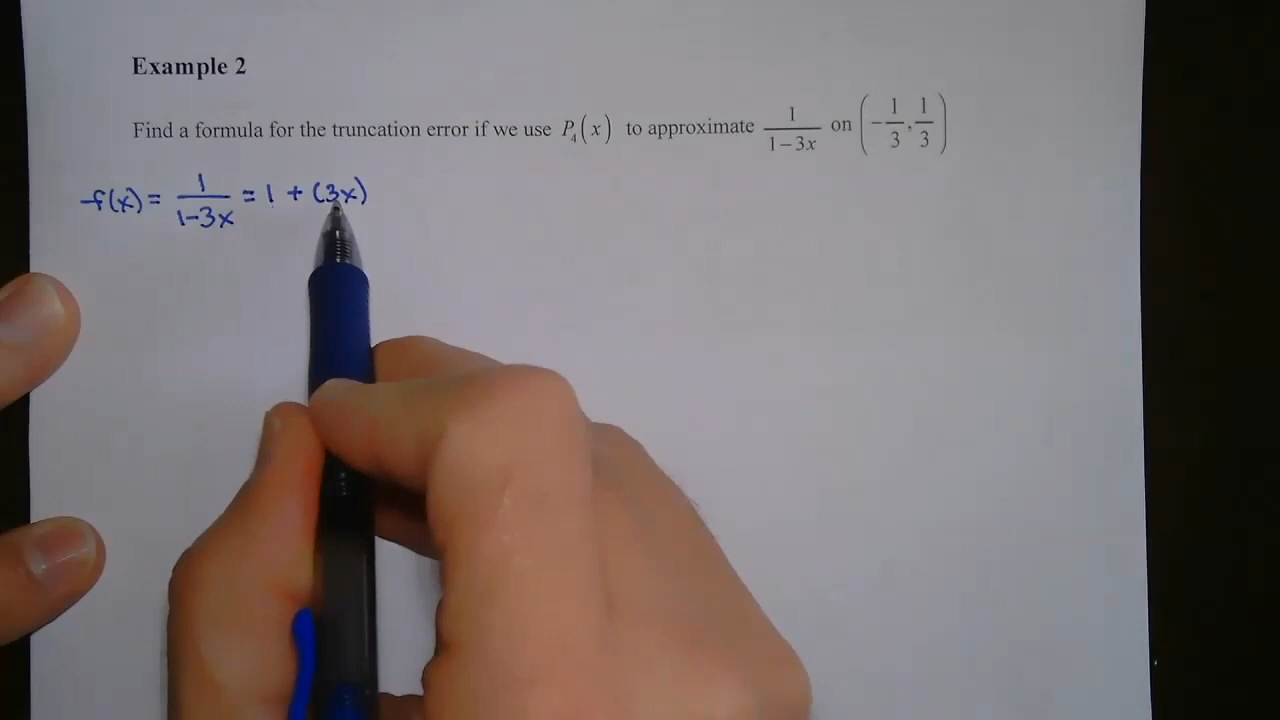 Example 2
Find a formula for the truncation error if we use P₄(x) to approximate 1/(1−3x) on (−1/3, 1/3)
f(x) = 1/(1-3x) = 1 + (3x)